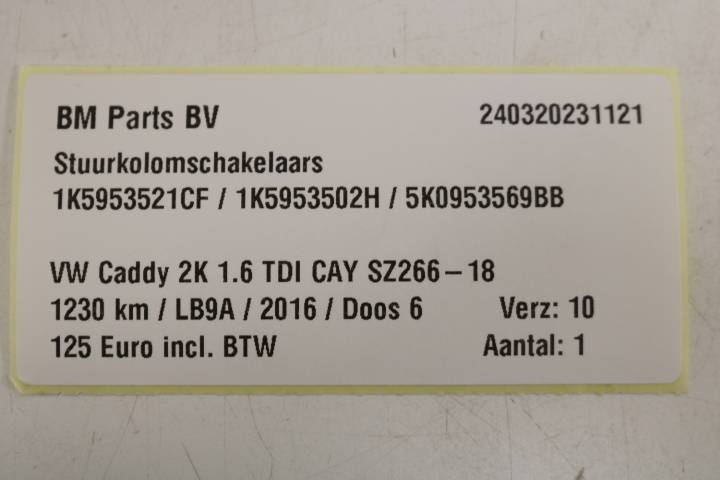 BM Parts BV 240320231121
Stuurkolomschakelaars
1K5953521CF / 1K5953502H / 5K0953569BB
VW Caddy 2K 1.6 TDI CAY SZ266-18
1230 km / LB9A / 2016 / Doos 6 Verz: 10
125 Euro incl. BTW Aantal: 1